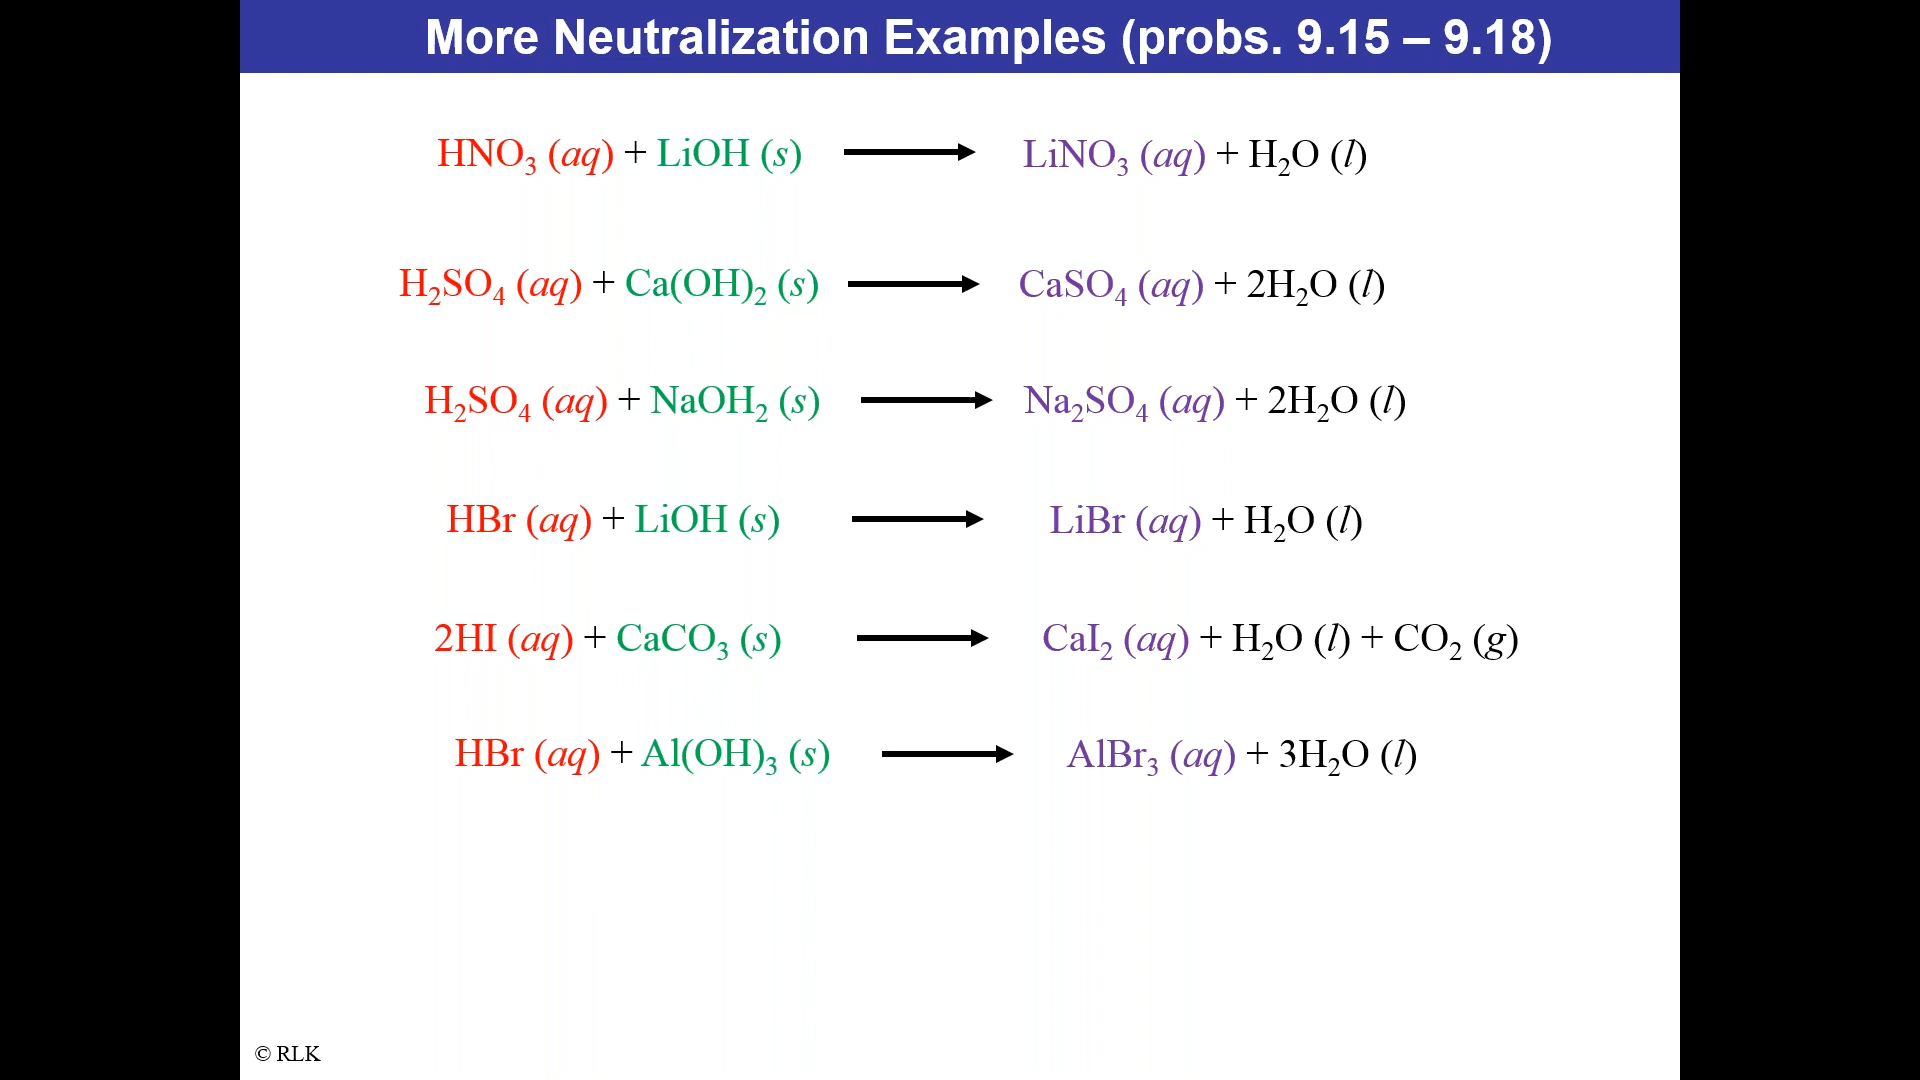 More Neutralization Examples (probs. 9.15 – 9.18)
HNO₃ (aq) + LiOH (s) ⟶ LiNO₃ (aq) + H₂O (l)
H₂SO₄ (aq) + Ca(OH)₂ (s) ⟶ CaSO₄ (aq) + 2H₂O (l)
H₂SO₄ (aq) + NaOH₂ (s) ⟶ Na₂SO₄ (aq) + 2H₂O (l)
HBr (aq) + LiOH (s) ⟶ LiBr (aq) + H₂O (l)
2HI (aq) + CaCO₃ (s) ⟶ CaI₂ (aq) + H₂O (l) + CO₂ (g)
HBr (aq) + Al(OH)₃ (s) ⟶ AlBr₃ (aq) + 3H₂O (l)
© RLK